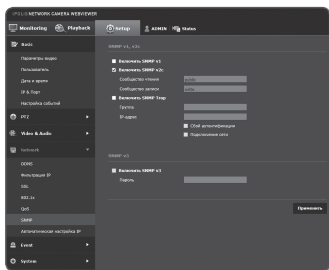 iPOLiS NETWORK CAMERA WEBVIEWER
Monitoring
Playback
Setup
ADMIN
Status
Basic
Параметры видео
Пользователь
Дата и время
IP & Порт
Настройка событий
PTZ
Video & Audio
Network
DDNS
Фильтрация IP
SSL
802.1x
QoS
SNMP
Автоматическая настройка IP
Event
System
SNMP v1, v2c
Включить SNMP v1
Включить SNMP v2c
Сообщество чтения
public
Сообщество записи
write
Включить SNMP Trap
Группа
IP-адрес
Сбой аутентификации
Подключение сети
SNMP v3
Включить SNMP v3
Пароль
Применить